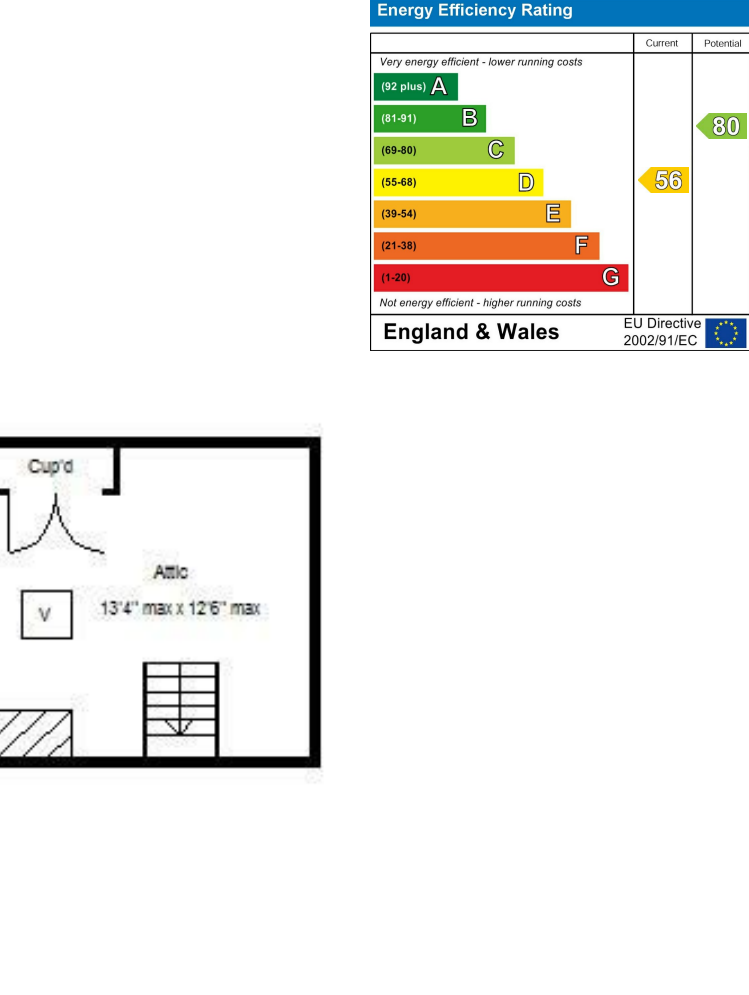 Energy Efficiency Rating
Current Potential
Very energy efficient - lower running costs
(92 plus) A
(81-91) B
80
(69-80) C
(55-68) D
56
(39-54) E
(21-38) F
(1-20) G
Not energy efficient - higher running costs
England & Wales
EU Directive
2002/91/EC
Cup'd
Attic
13'4" max x 12'6" max
V